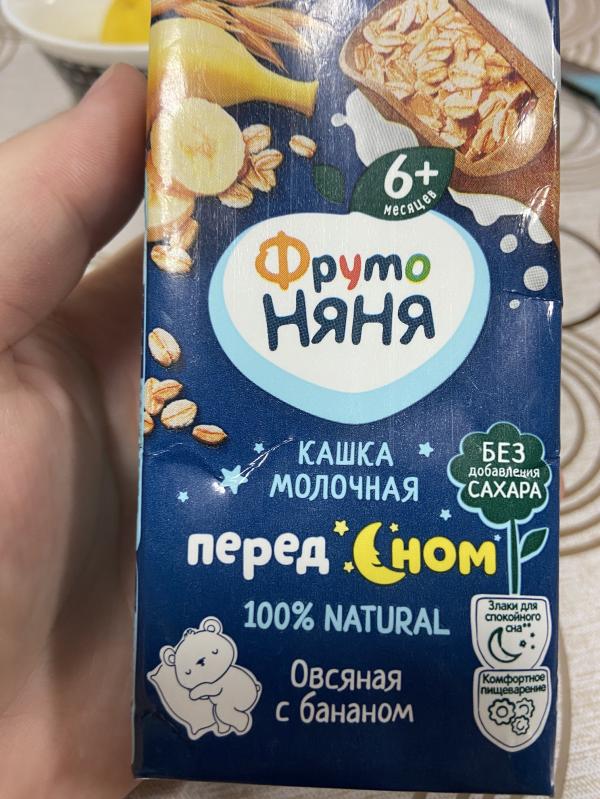 6+
месяцев
Фруто
НЯНЯ
КАШКА
МОЛОЧНАЯ
БЕЗ
добавления
САХАРА
перед сном
100% NATURAL
Злаки для
спокойного
сна**
Овсяная
с бананом
Комфортное
пищеварение